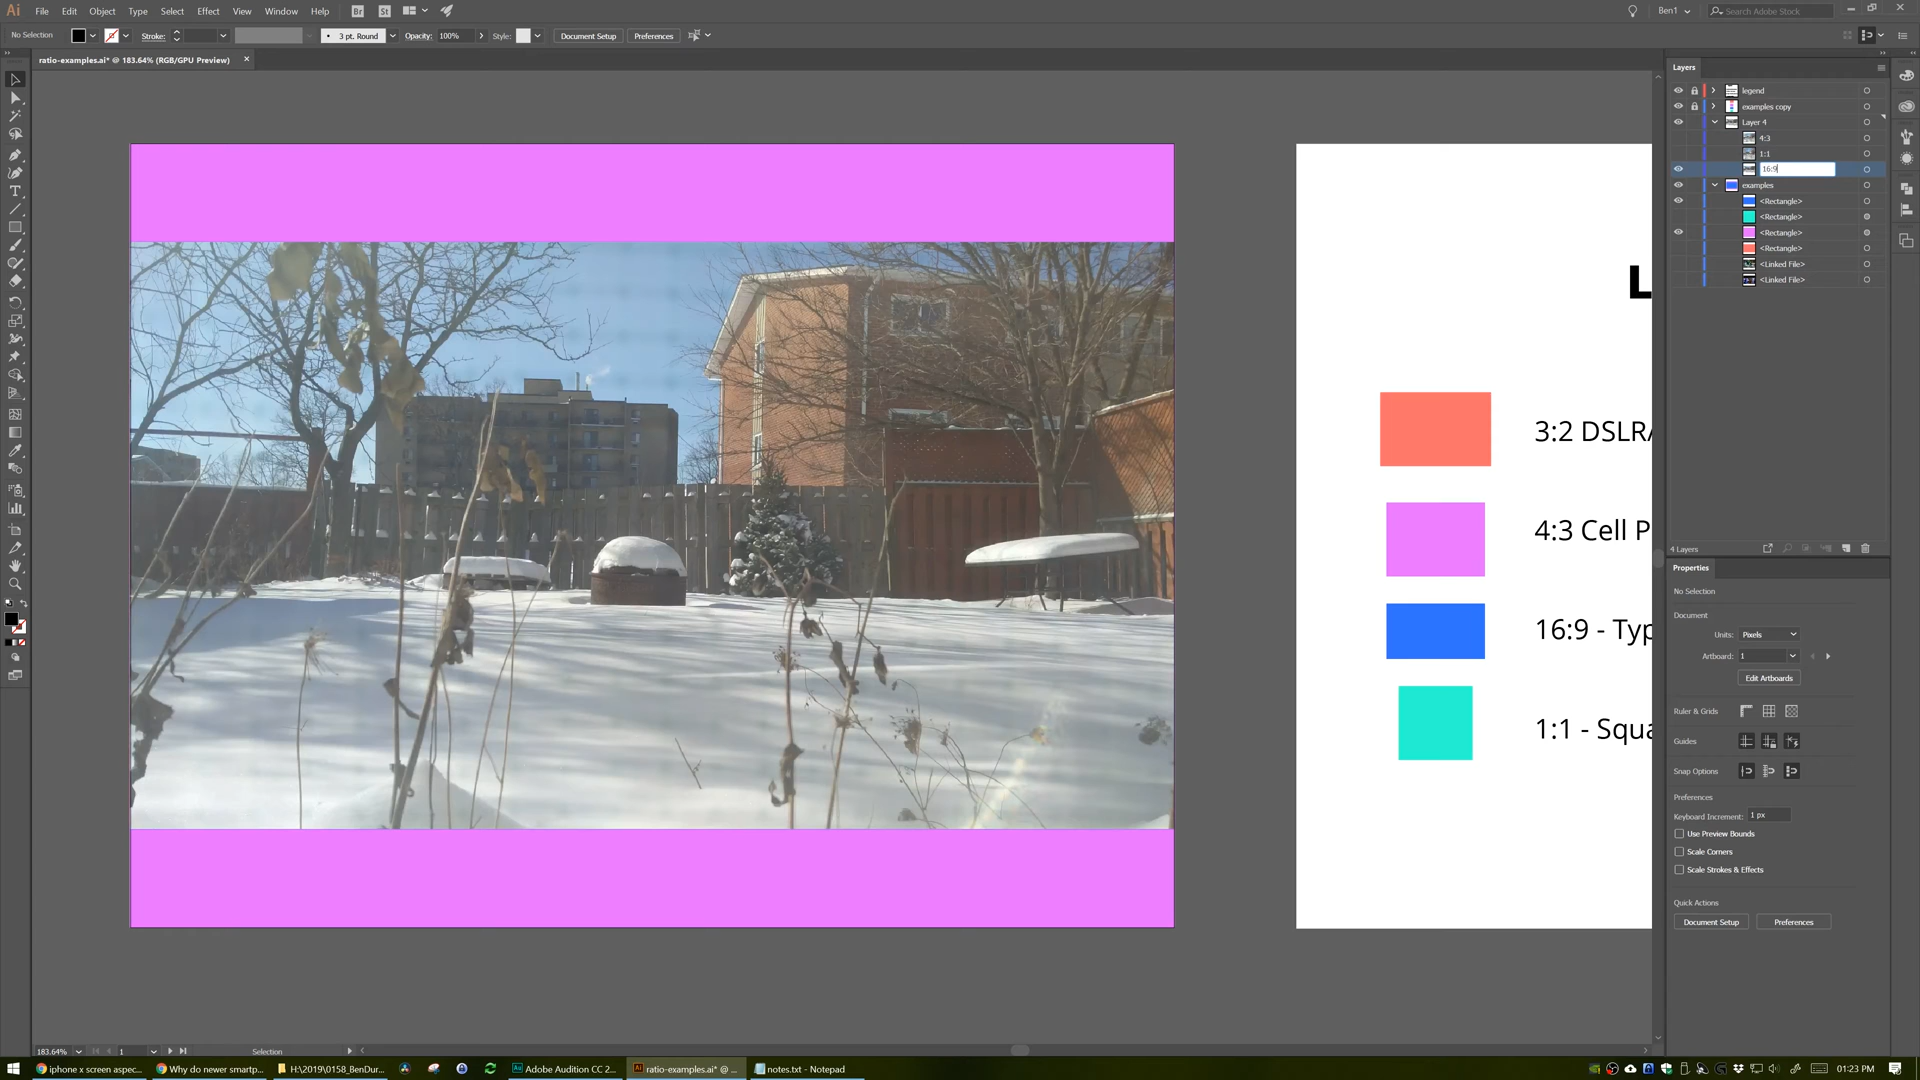 Ai File Edit Object Type Select Effect View Window Help Br St Ben1 Search Adobe Stock
No Selection Stroke: 3 pt. Round Opacity: 100% Style: Document Setup Preferences
ratio-examples.ai* @ 183.64% (RGB/GPU Preview)
Layers
legend
examples copy
Layer 4
4:3
1:1
16:9
examples
<Rectangle>
<Rectangle>
<Rectangle>
<Rectangle>
<Linked File>
<Linked File>
L
3:2 DSLR/
4:3 Cell P
16:9 - Typ
1:1 - Squa
4 Layers
Properties
No Selection
Document
Units: Pixels
Artboard: 1
Edit Artboards
Ruler & Grids
Guides
Snap Options
Preferences
Keyboard Increment: 1 px
Use Preview Bounds
Scale Corners
Scale Strokes & Effects
Quick Actions
Document Setup Preferences
183.64% 1 Selection
iphone x screen aspec... Why do newer smartp... H:\2019\0158_BenDur... Adobe Audition CC 2... ratio-examples.ai* @ ... notes.txt - Notepad 01:23 PM